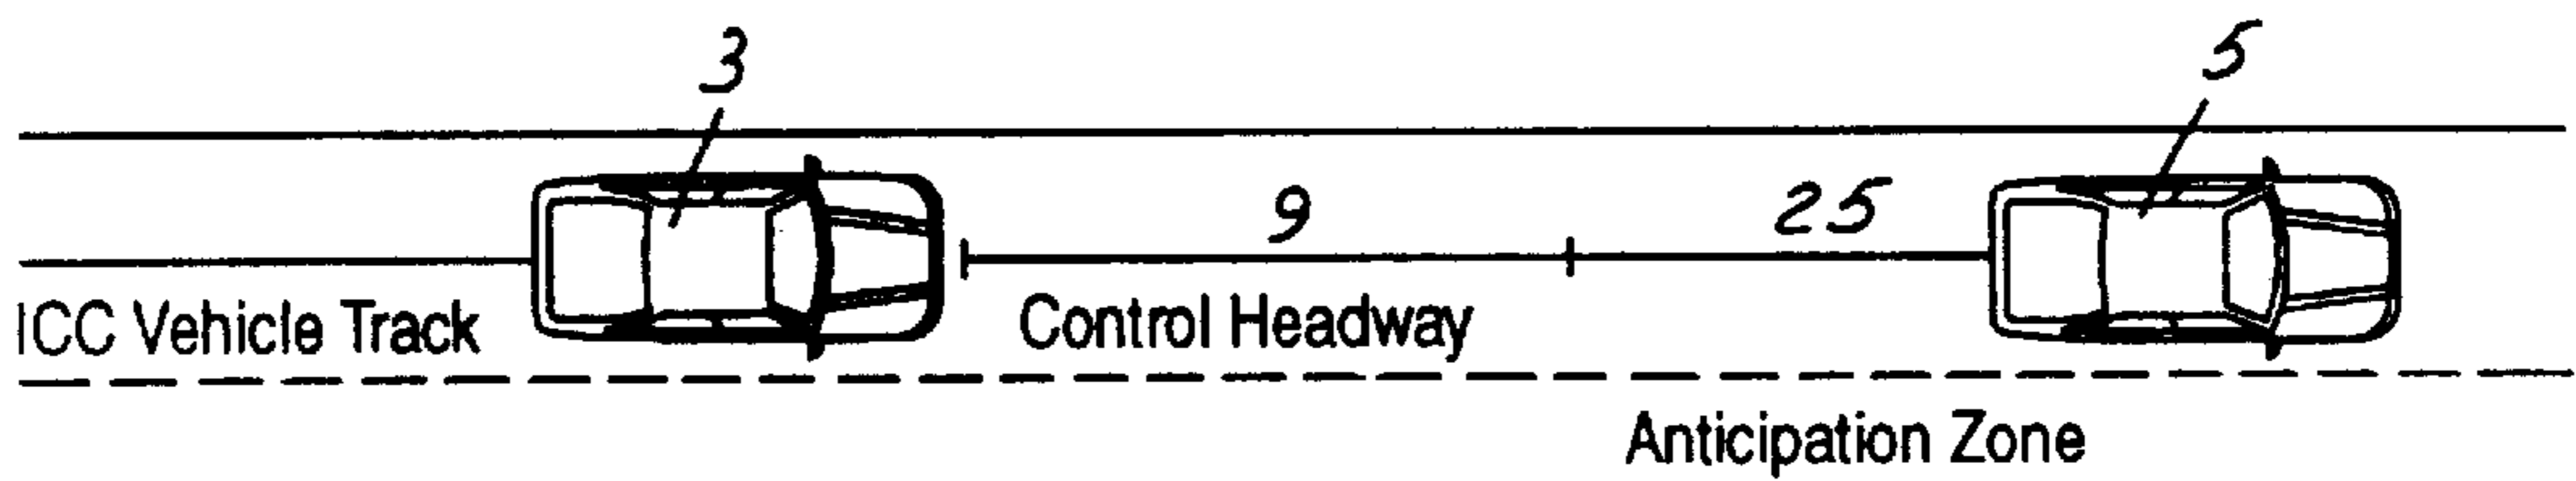 3
5
9
25
ICC Vehicle Track
Control Headway
Anticipation Zone